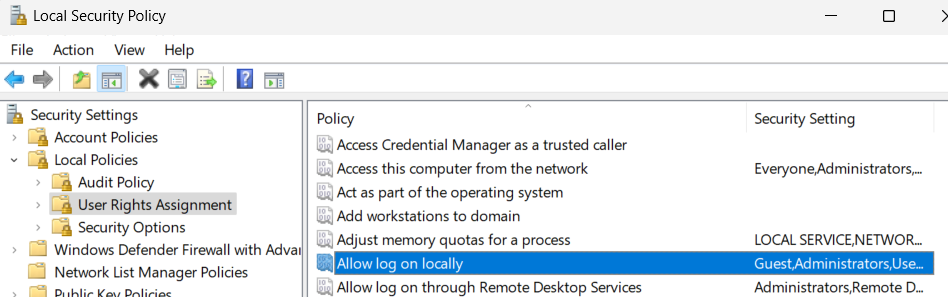 Local Security Policy
File Action View Help
Security Settings
Account Policies
Local Policies
Audit Policy
User Rights Assignment
Security Options
Windows Defender Firewall with Advan
Network List Manager Policies
Public Key Policies
Policy Security Setting
Access Credential Manager as a trusted caller
Access this computer from the network Everyone,Administrators,...
Act as part of the operating system
Add workstations to domain
Adjust memory quotas for a process LOCAL SERVICE,NETWOR...
Allow log on locally Guest,Administrators,Use...
Allow log on through Remote Desktop Services Administrators,Remote D...